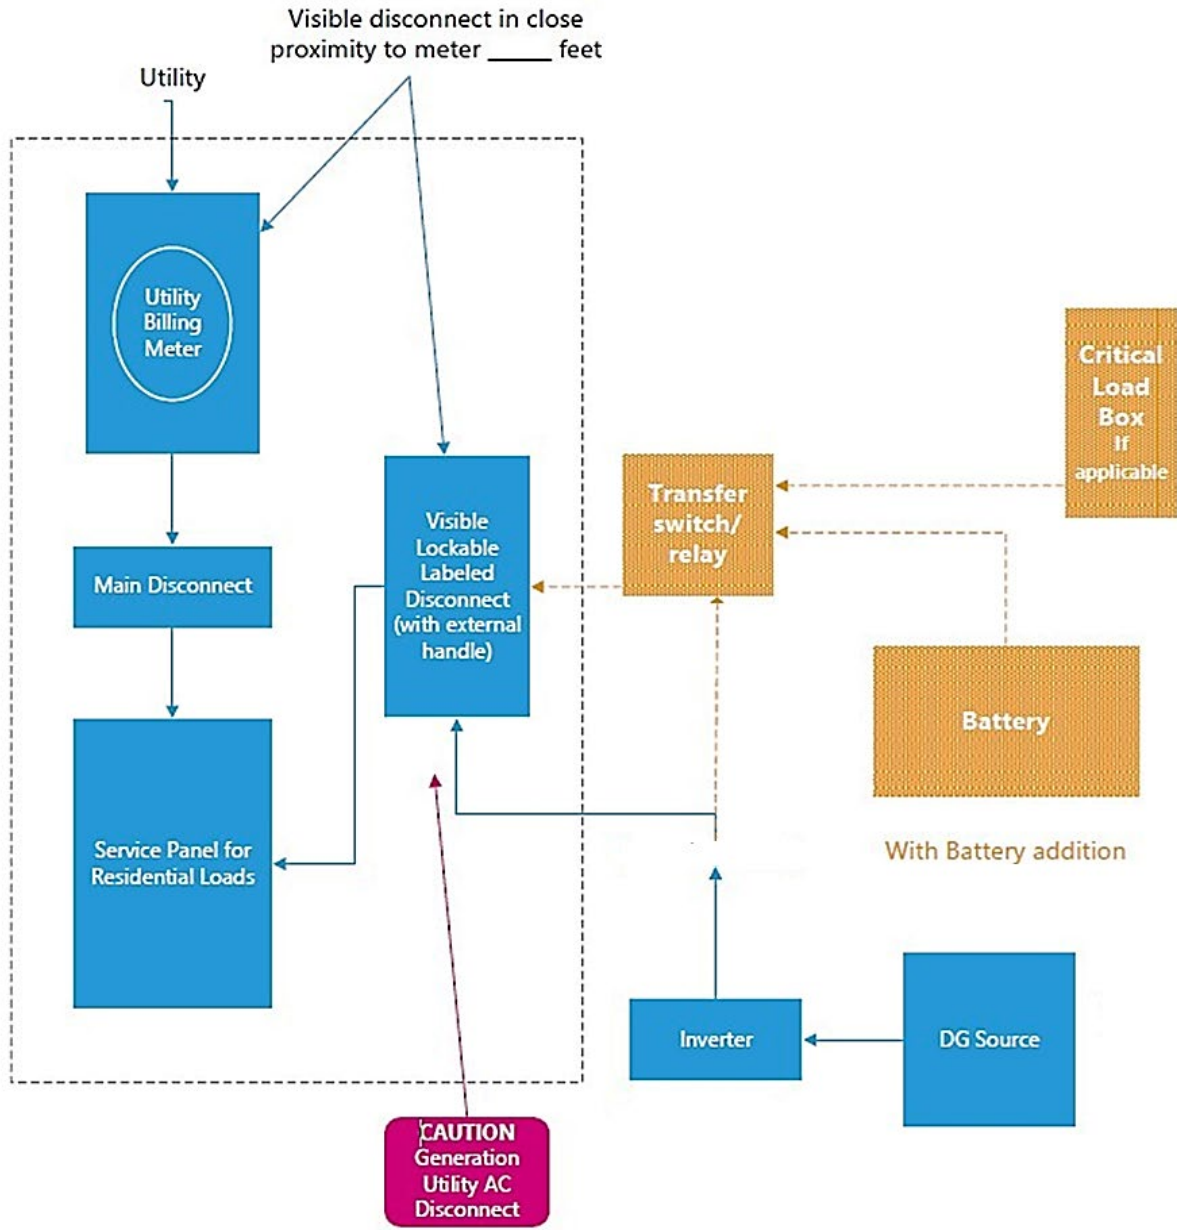 Visible disconnect in close
proximity to meter _____ feet
Utility
Utility
Billing
Meter
Critical
Load
Box
If
applicable
Visible
Lockable
Labeled
Disconnect
(with external
handle)
Transfer
switch/
relay
Main Disconnect
Battery
Service Panel for
Residential Loads
With Battery addition
Inverter
DG Source
CAUTION
Generation
Utility AC
Disconnect